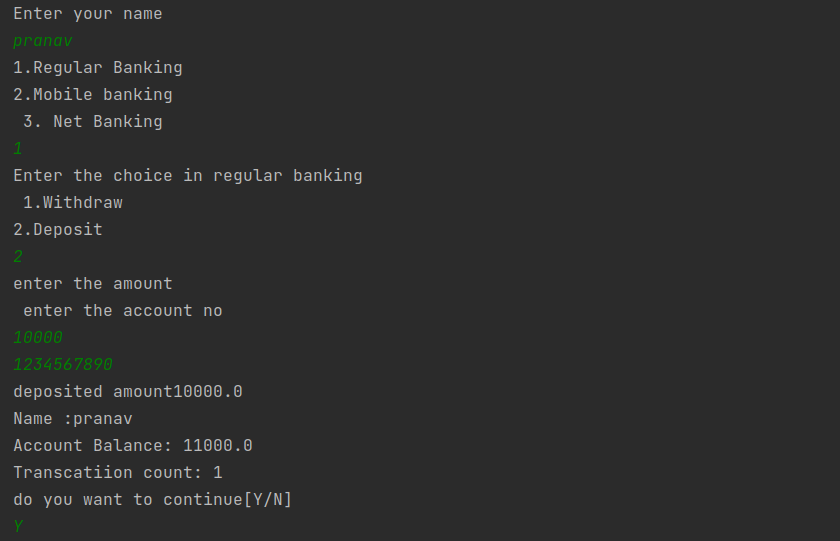 Enter your name
pranav
1.Regular Banking
2.Mobile banking
 3. Net Banking
1
Enter the choice in regular banking
 1.Withdraw
2.Deposit
2
enter the amount
 enter the account no
10000
1234567890
deposited amount10000.0
Name :pranav
Account Balance: 11000.0
Transcatiion count: 1
do you want to continue[Y/N]
Y